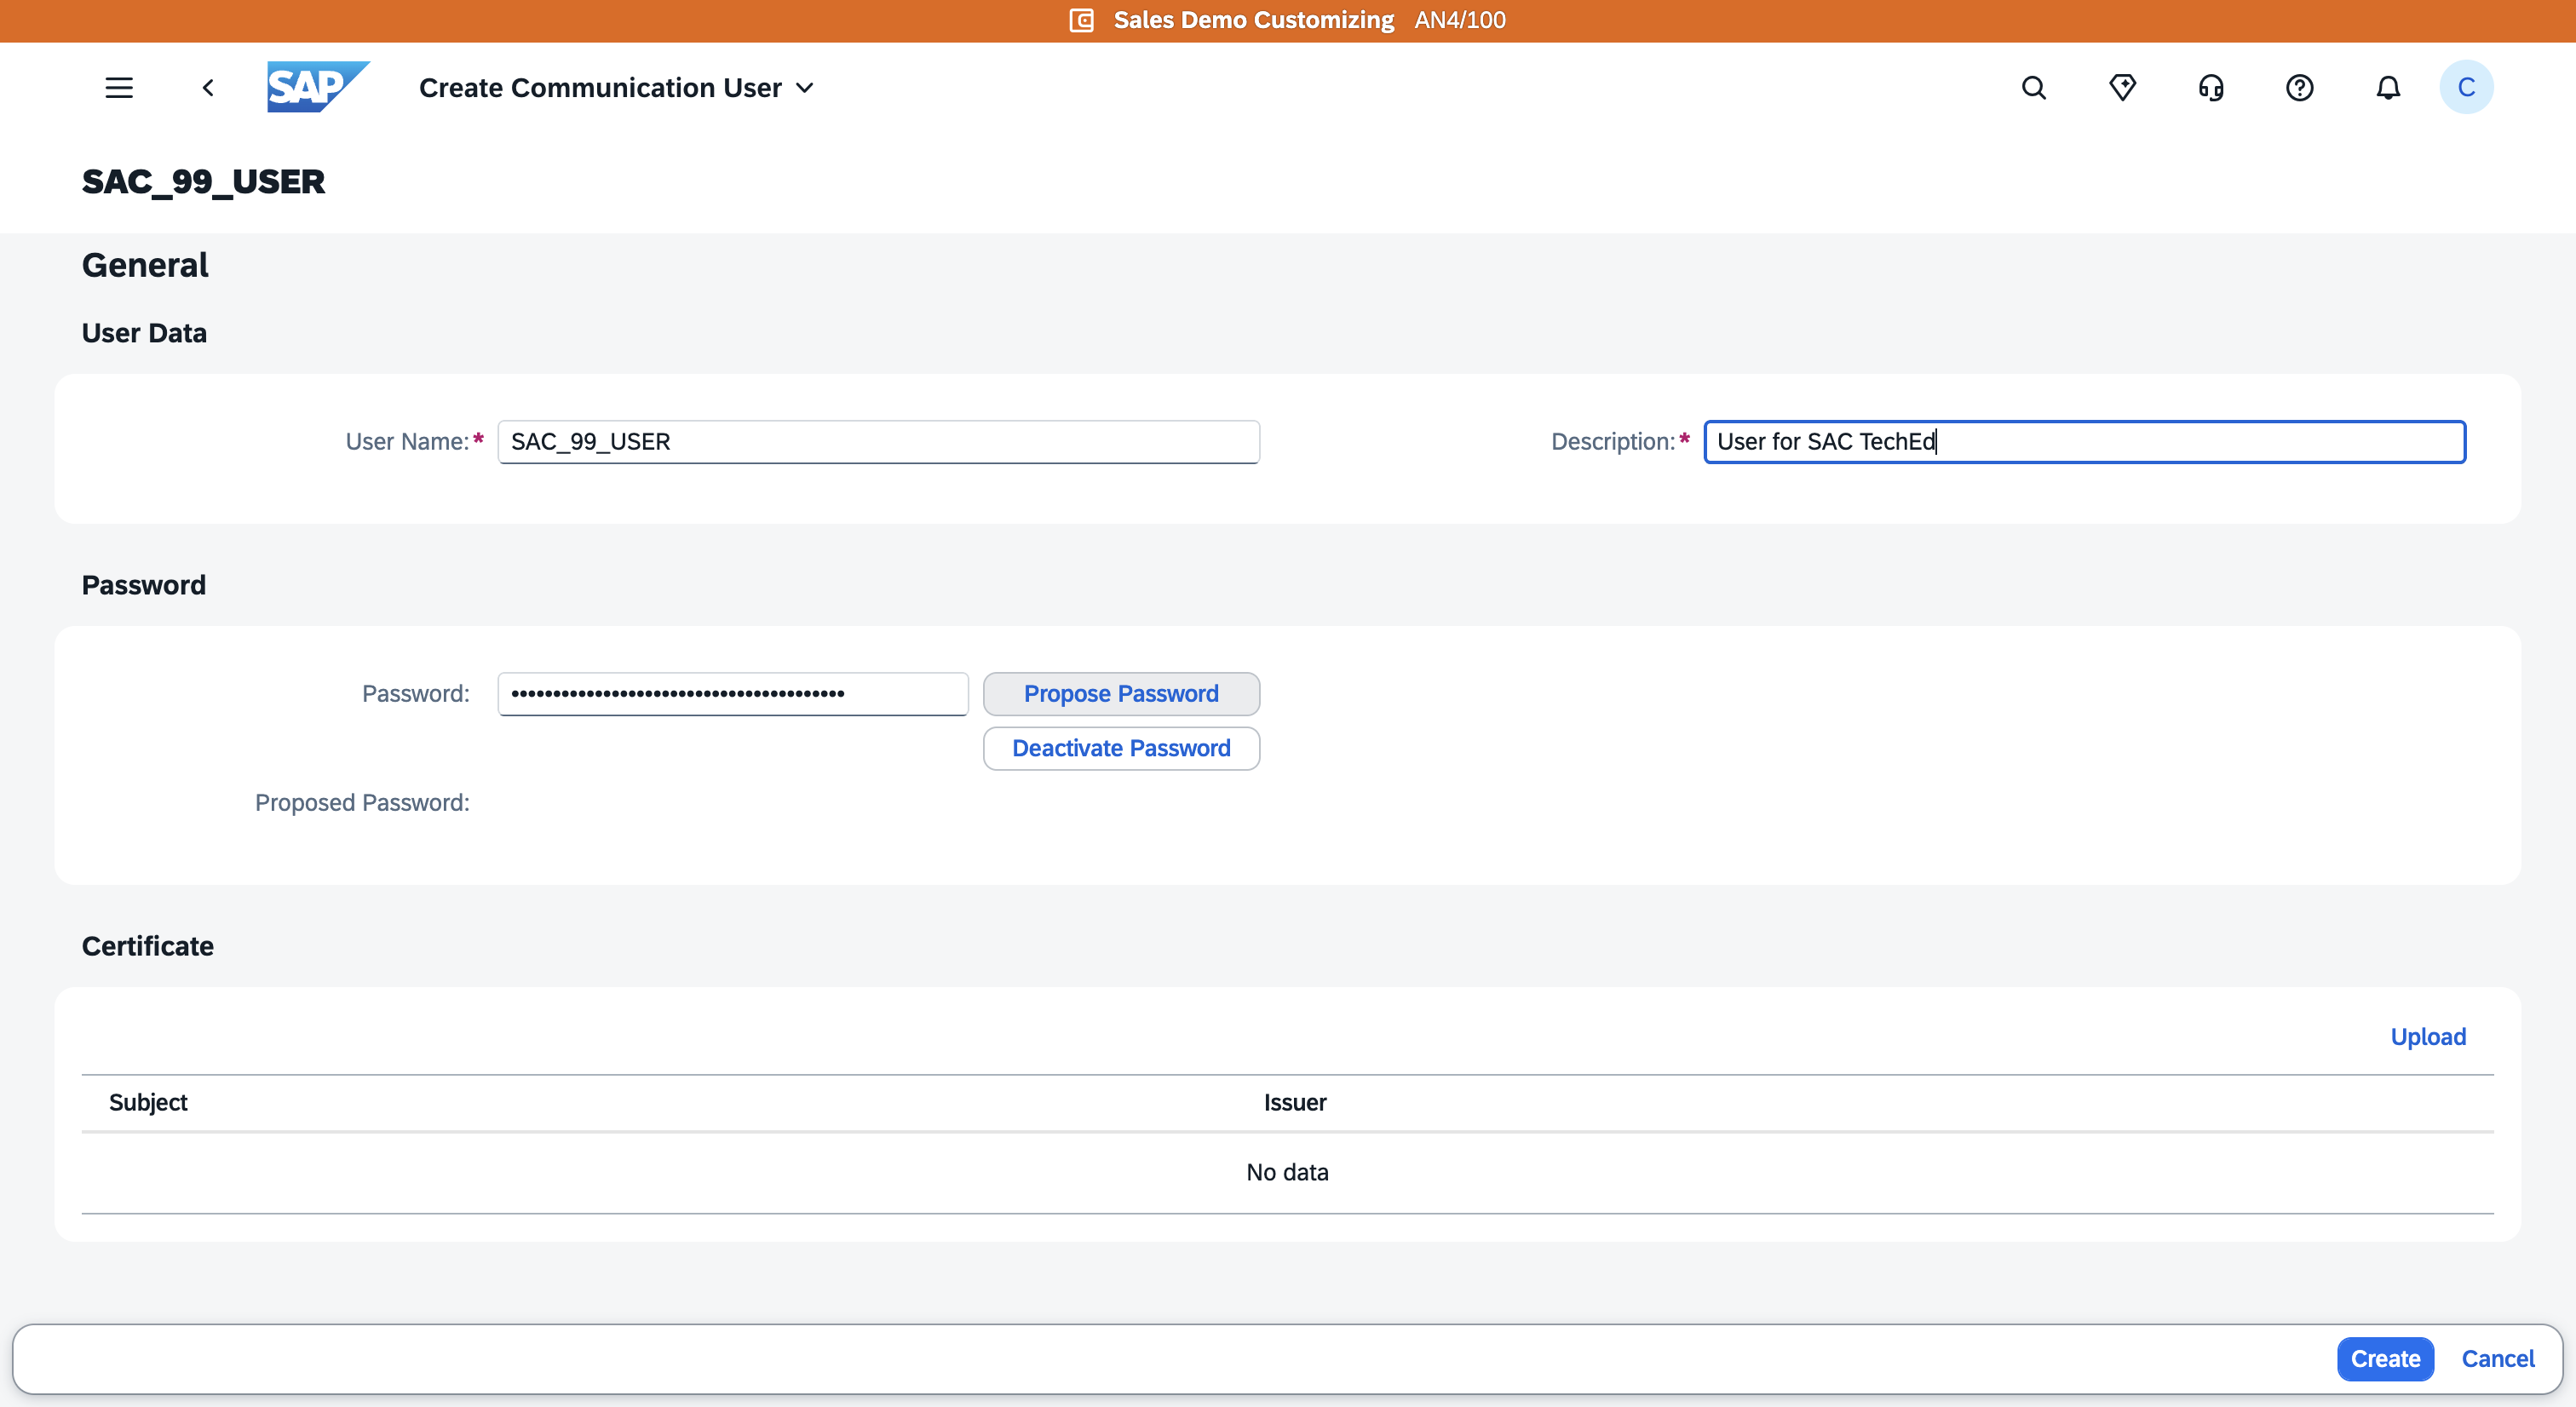 Sales Demo Customizing AN4/100
SAP Create Communication User C
SAC_99_USER
General
User Data
User Name:* SAC_99_USER Description:* User for SAC TechEd
Password
Password: •••••••••••••••••••••••••••••••••••••••• Propose Password
Deactivate Password
Proposed Password:
Certificate
Upload
Subject Issuer
No data
Create Cancel